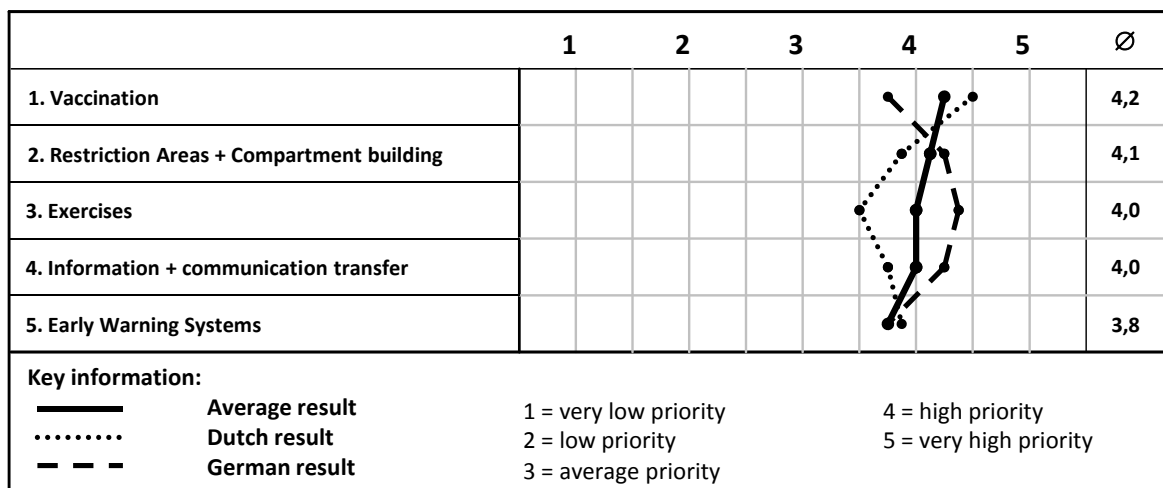 1 2 3 4 5 ∅
1. Vaccination 4,2
2. Restriction Areas + Compartment building 4,1
3. Exercises 4,0
4. Information + communication transfer 4,0
5. Early Warning Systems 3,8
Key information:
Average result 1 = very low priority 4 = high priority
Dutch result 2 = low priority 5 = very high priority
German result 3 = average priority